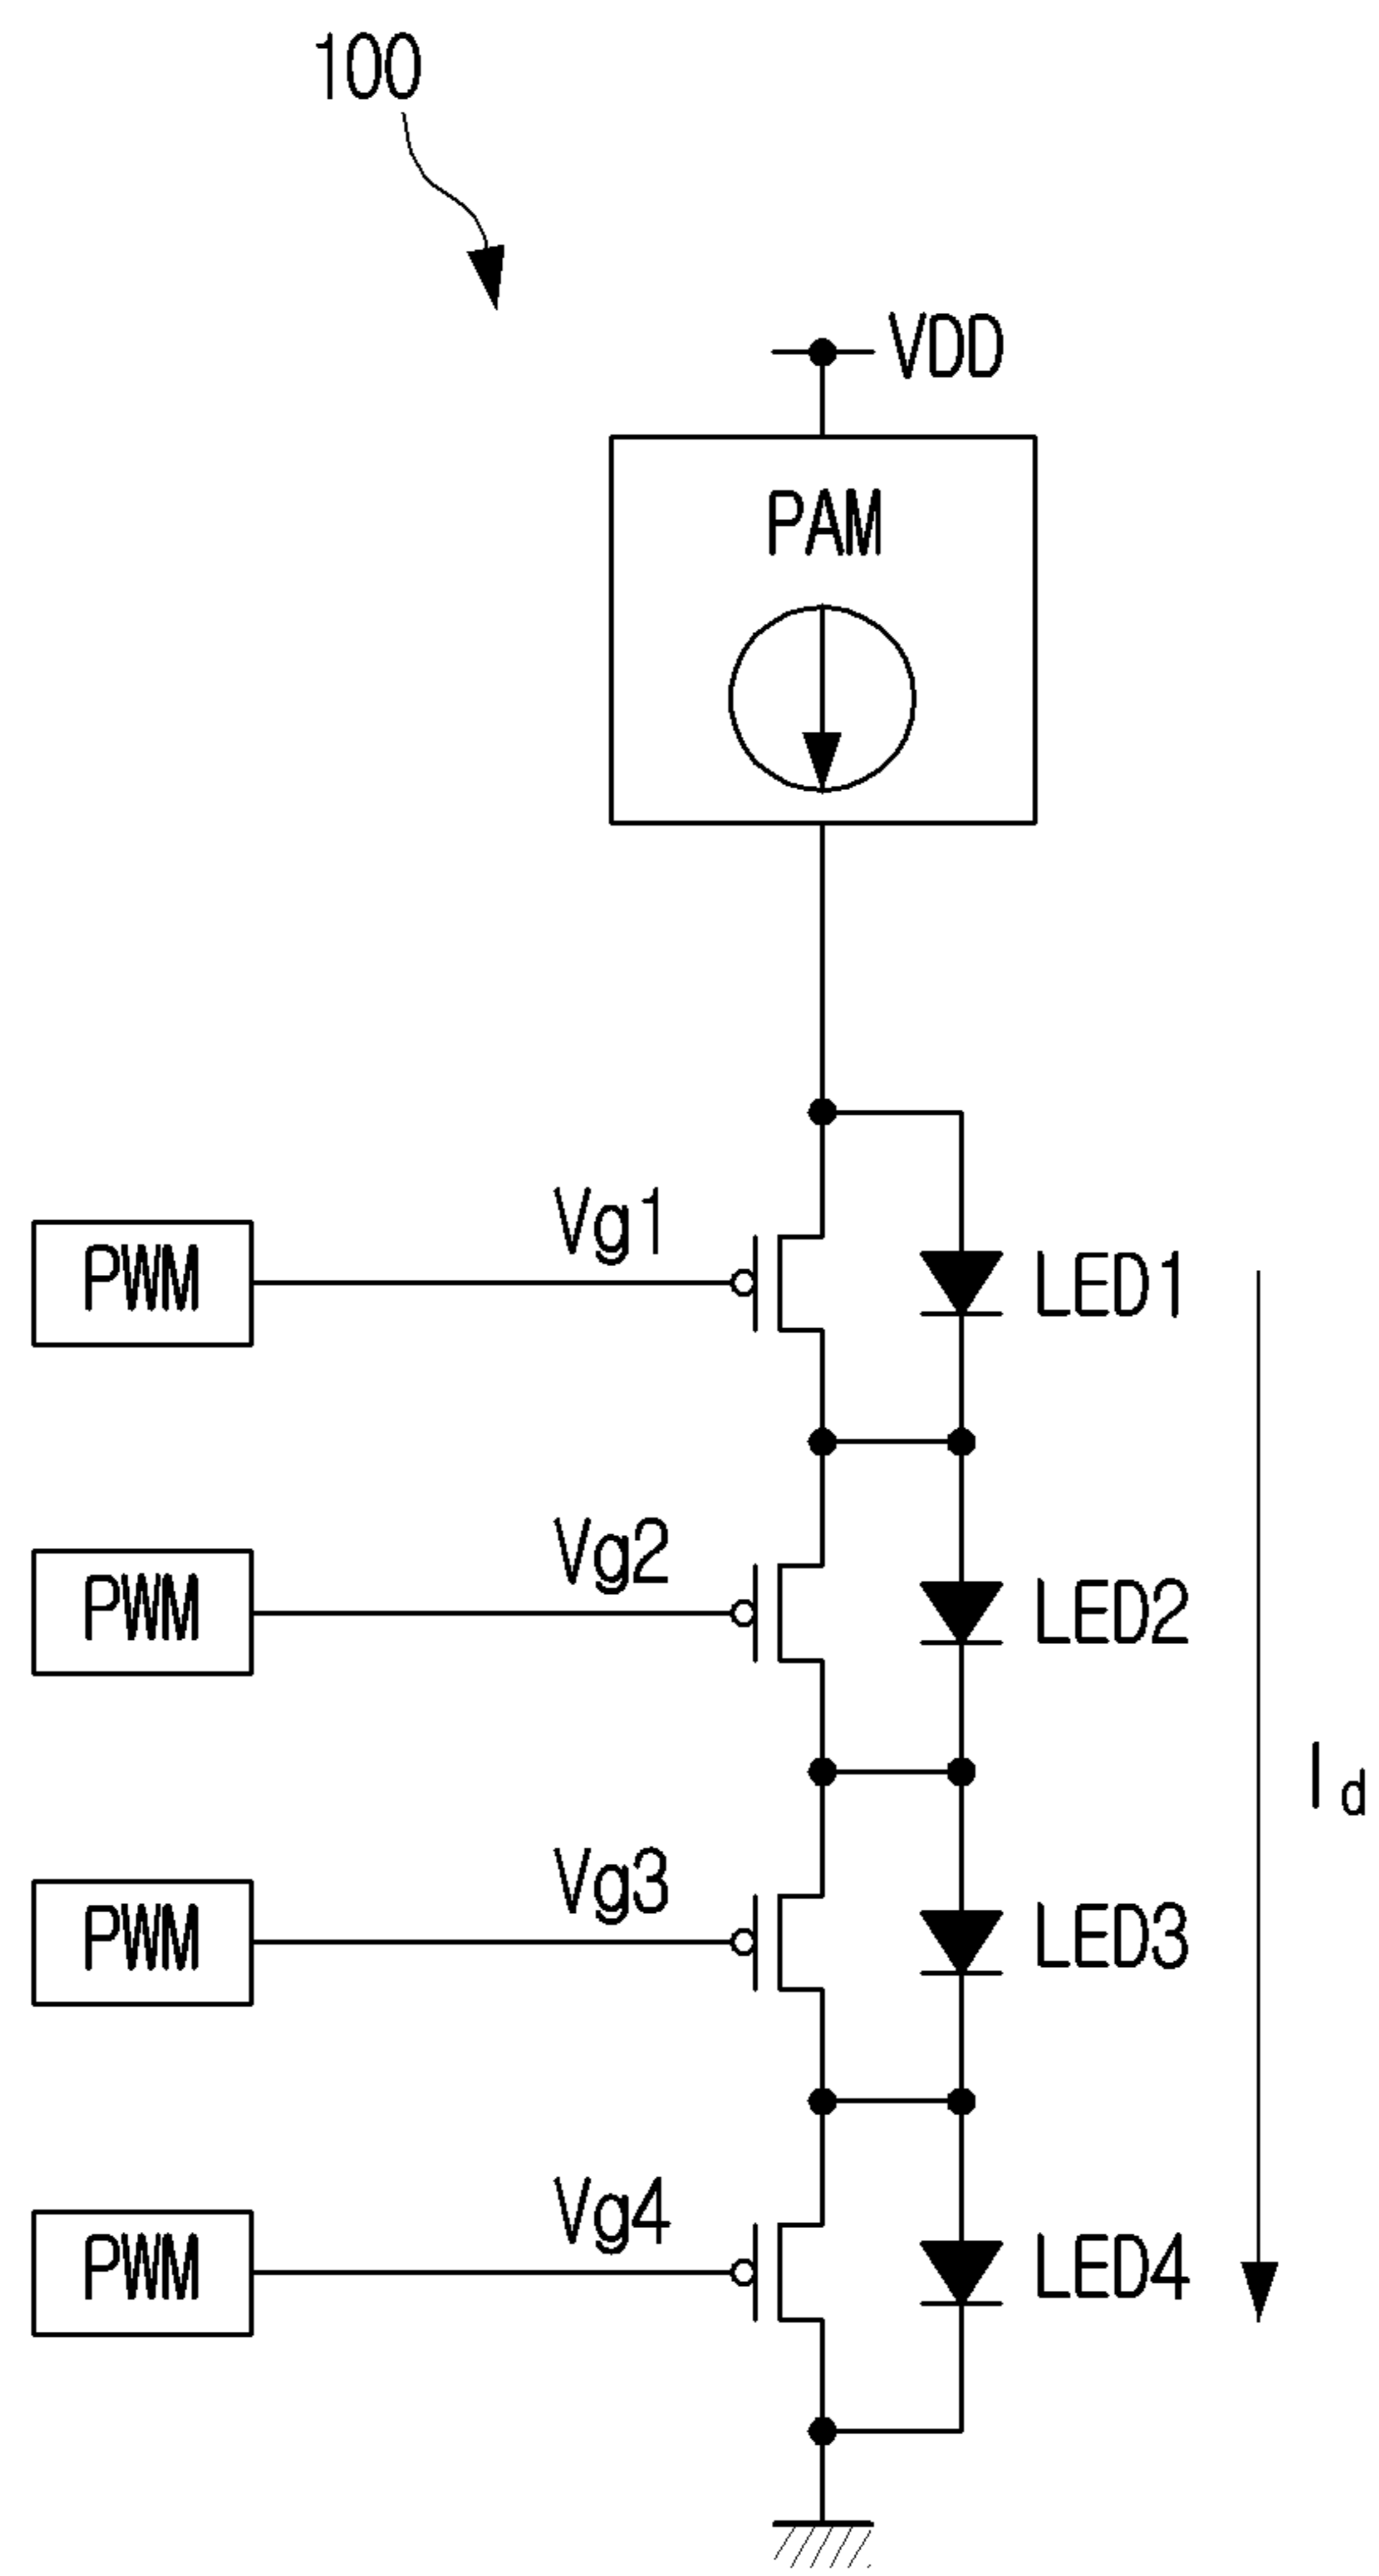 100
VDD
PAM
Vg1
PWM
LED1
Vg2
PWM
LED2
Id
Vg3
PWM
LED3
Vg4
PWM
LED4